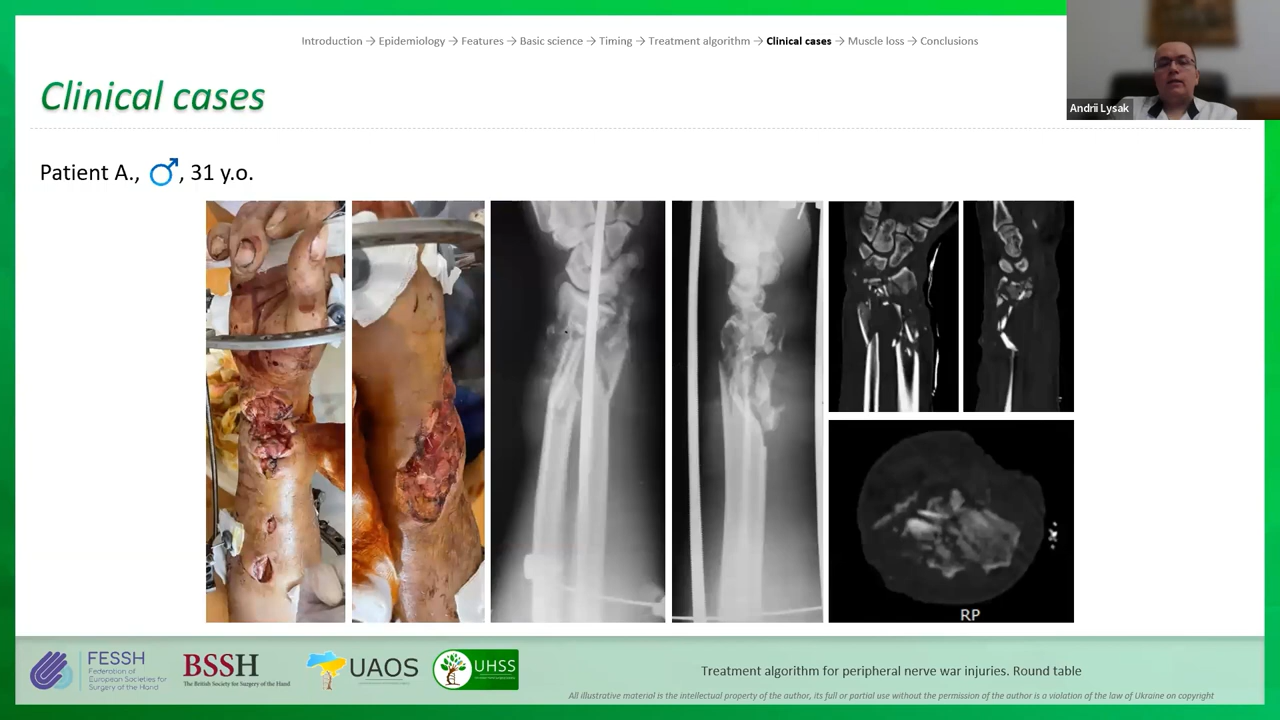 Introduction → Epidemiology → Features → Basic science → Timing → Treatment algorithm → Clinical cases → Muscle loss → Conclusions
Andrii Lysak
Clinical cases
Patient A., ♂, 31 y.o.
RP
FESSH
Federation of
European Societies for
Surgery of the Hand
BSSH
The British Society for Surgery of the Hand
UAOS
UHSS
Treatment algorithm for peripheral nerve war injuries. Round table
All illustrative material is the intellectual property of the author, its full or partial use without the permission of the author is a violation of the law of Ukraine on copyright